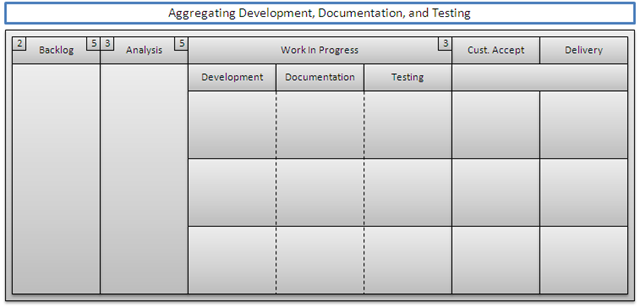 Aggregating Development, Documentation, and Testing
2 Backlog 5 3 Analysis 5 Work In Progress 3 Cust. Accept Delivery
Development Documentation Testing